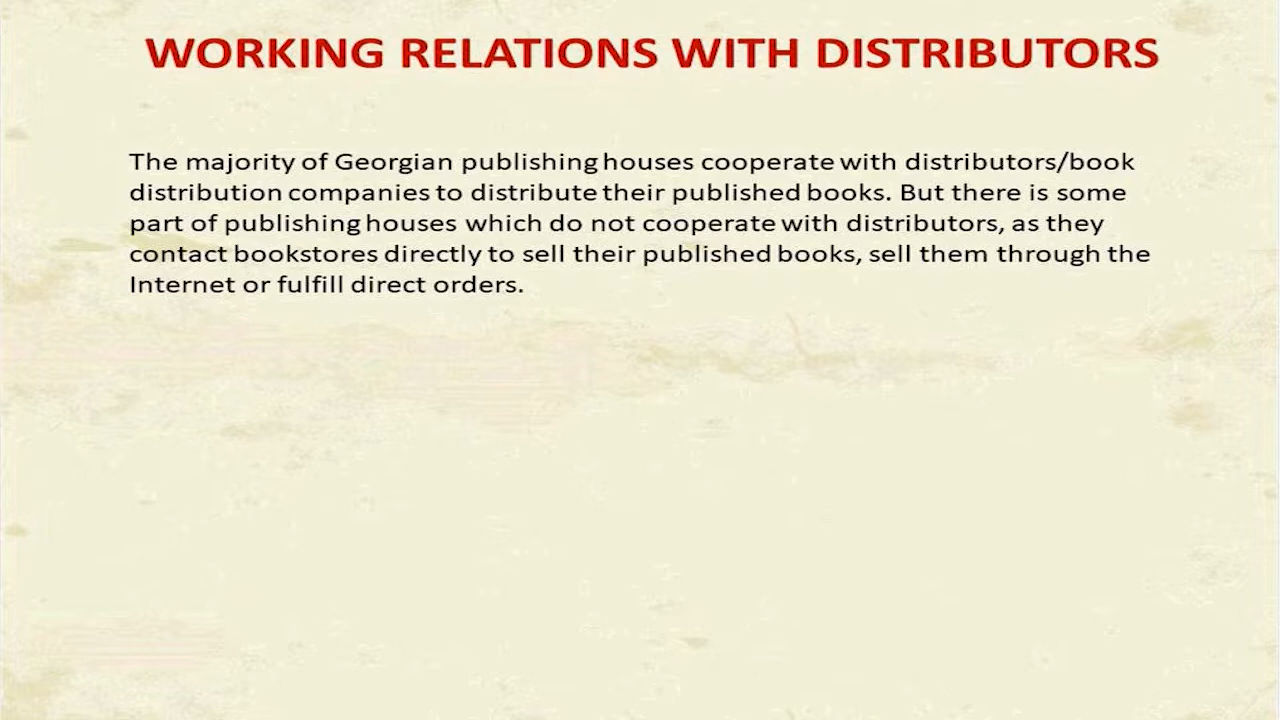 WORKING RELATIONS WITH DISTRIBUTORS
The majority of Georgian publishing houses cooperate with distributors/book
distribution companies to distribute their published books. But there is some
part of publishing houses which do not cooperate with distributors, as they
contact bookstores directly to sell their published books, sell them through the
Internet or fulfill direct orders.